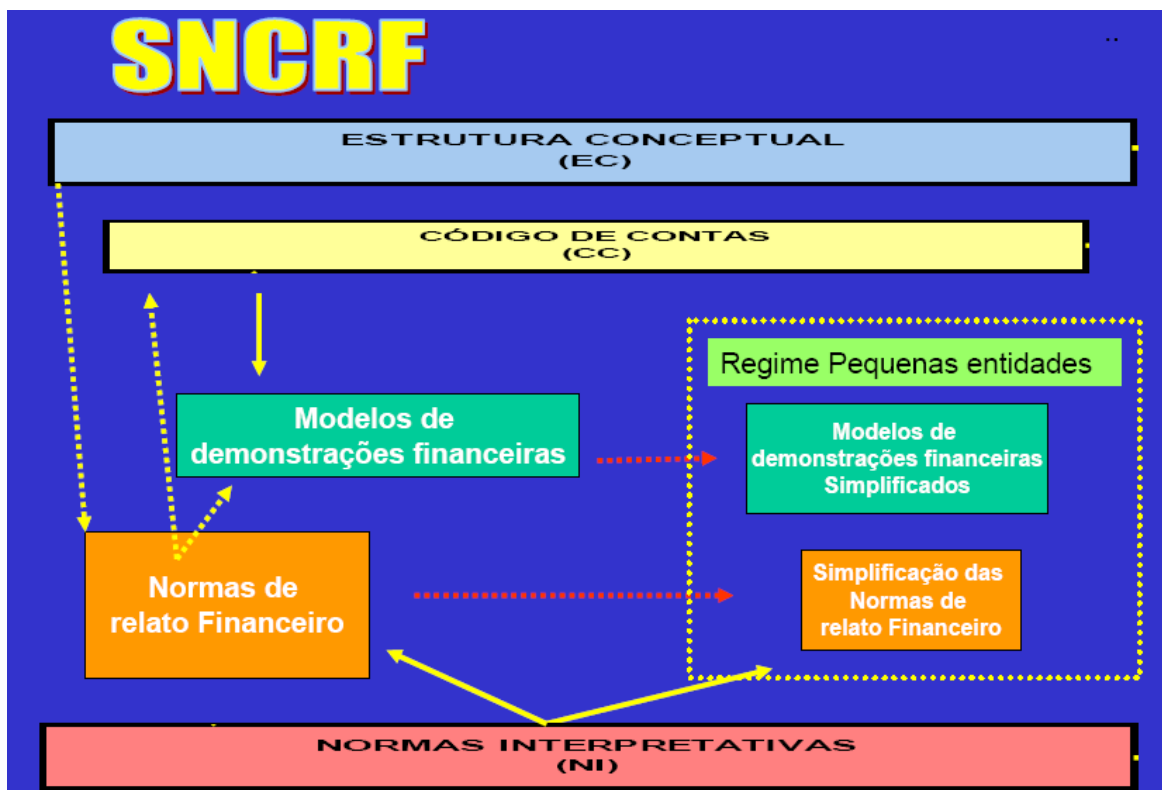 SNCRF
..
ESTRUTURA CONCEPTUAL
(EC)
CÓDIGO DE CONTAS
(CC)
Regime Pequenas entidades
Modelos de
demonstrações financeiras
Modelos de
demonstrações financeiras
Simplificados
Normas de
relato Financeiro
Simplificação das
Normas de
relato Financeiro
NORMAS INTERPRETATIVAS
(NI)